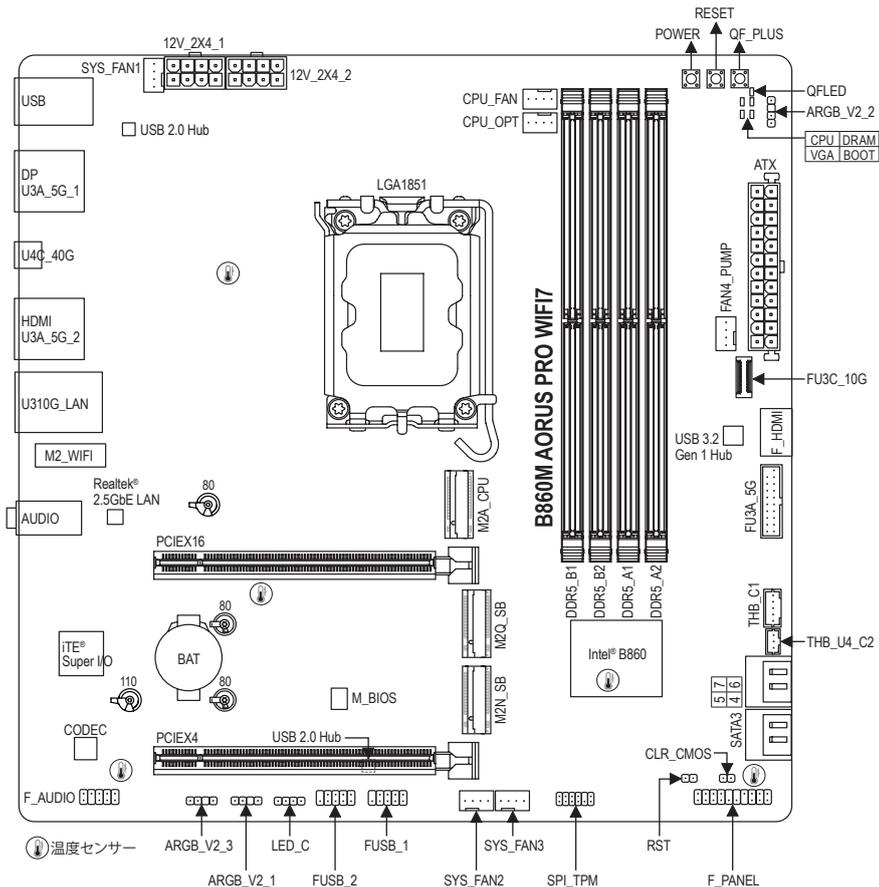 RESET
POWER
QF_PLUS
12V_2X4_1
SYS_FAN1
12V_2X4_2
CPU_FAN
CPU_OPT
QFLED
ARGB_V2_2
CPU DRAM
VGA BOOT
USB
USB 2.0 Hub
DP
U3A_5G_1
LGA1851
ATX
U4C_40G
FAN4_PUMP
HDMI
U3A_5G_2
B860M AORUS PRO WIFI7
FU3C_10G
U310G_LAN
USB 3.2
Gen 1 Hub
F_HDMI
M2_WIFI
Realtek®
2.5GbE LAN
80
M2A_CPU
FU3A_5G
AUDIO
PCIEX16
DDR5_B1
DDR5_B2
DDR5_A1
DDR5_A2
80
M2Q_SB
THB_C1
THB_U4_C2
iTE®
Super I/O
BAT
Intel® B860
110
80
M_BIOS
M2N_SB
5 7
4 6
SATA3
CODEC
PCIEX4
USB 2.0 Hub
CLR_CMOS
F_AUDIO
温度センサー
ARGB_V2_3
LED_C
FUSB_1
SYS_FAN3
RST
ARGB_V2_1
FUSB_2
SYS_FAN2
SPI_TPM
F_PANEL